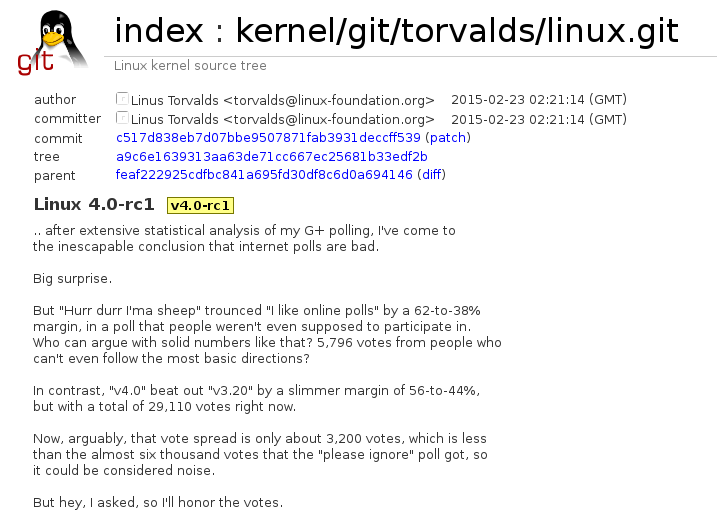 git
index : kernel/git/torvalds/linux.git
Linux kernel source tree
author Linus Torvalds <torvalds@linux-foundation.org> 2015-02-23 02:21:14 (GMT)
committer Linus Torvalds <torvalds@linux-foundation.org> 2015-02-23 02:21:14 (GMT)
commit c517d838eb7d07bbe9507871fab3931deccff539 (patch)
tree a9c6e1639313aa63de71cc667ec25681b33edf2b
parent feaf222925cdfbc841a695fd30df8c6d0a694146 (diff)
Linux 4.0-rc1 v4.0-rc1
.. after extensive statistical analysis of my G+ polling, I've come to
the inescapable conclusion that internet polls are bad.
Big surprise.
But "Hurr durr I'ma sheep" trounced "I like online polls" by a 62-to-38%
margin, in a poll that people weren't even supposed to participate in.
Who can argue with solid numbers like that? 5,796 votes from people who
can't even follow the most basic directions?
In contrast, "v4.0" beat out "v3.20" by a slimmer margin of 56-to-44%,
but with a total of 29,110 votes right now.
Now, arguably, that vote spread is only about 3,200 votes, which is less
than the almost six thousand votes that the "please ignore" poll got, so
it could be considered noise.
But hey, I asked, so I'll honor the votes.